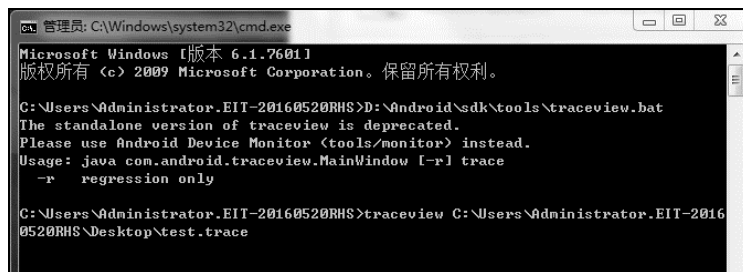 管理员: C:\Windows\system32\cmd.exe
Microsoft Windows [版本 6.1.7601]
版权所有 (c) 2009 Microsoft Corporation。保留所有权利。
C:\Users\Administrator.EIT-20160520RHS>D:\Android\sdk\tools\traceview.bat
The standalone version of traceview is deprecated.
Please use Android Device Monitor (tools/monitor) instead.
Usage: java com.android.traceview.MainWindow [-r] trace
-r   regression only
C:\Users\Administrator.EIT-20160520RHS>traceview C:\Users\Administrator.EIT-2016
0520RHS\Desktop\test.trace